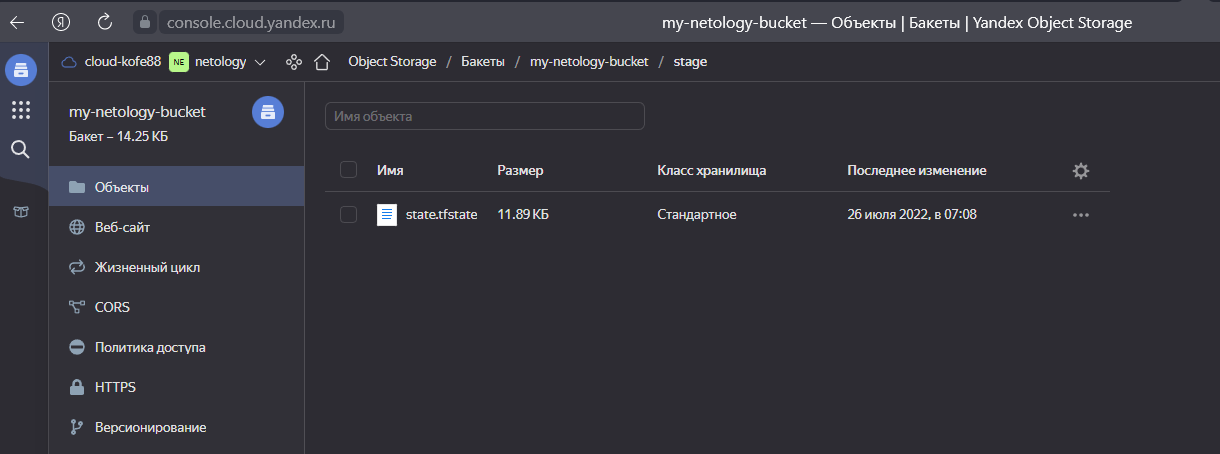 console.cloud.yandex.ru
my-netology-bucket — Объекты | Бакеты | Yandex Object Storage
cloud-kofe88 NE netology Object Storage / Бакеты / my-netology-bucket / stage
my-netology-bucket
Бакет – 14.25 КБ
Объекты
Веб-сайт
Жизненный цикл
CORS
Политика доступа
HTTPS
Версионирование
Имя объекта
Имя Размер Класс хранилища Последнее изменение
state.tfstate 11.89 КБ Стандартное 26 июля 2022, в 07:08